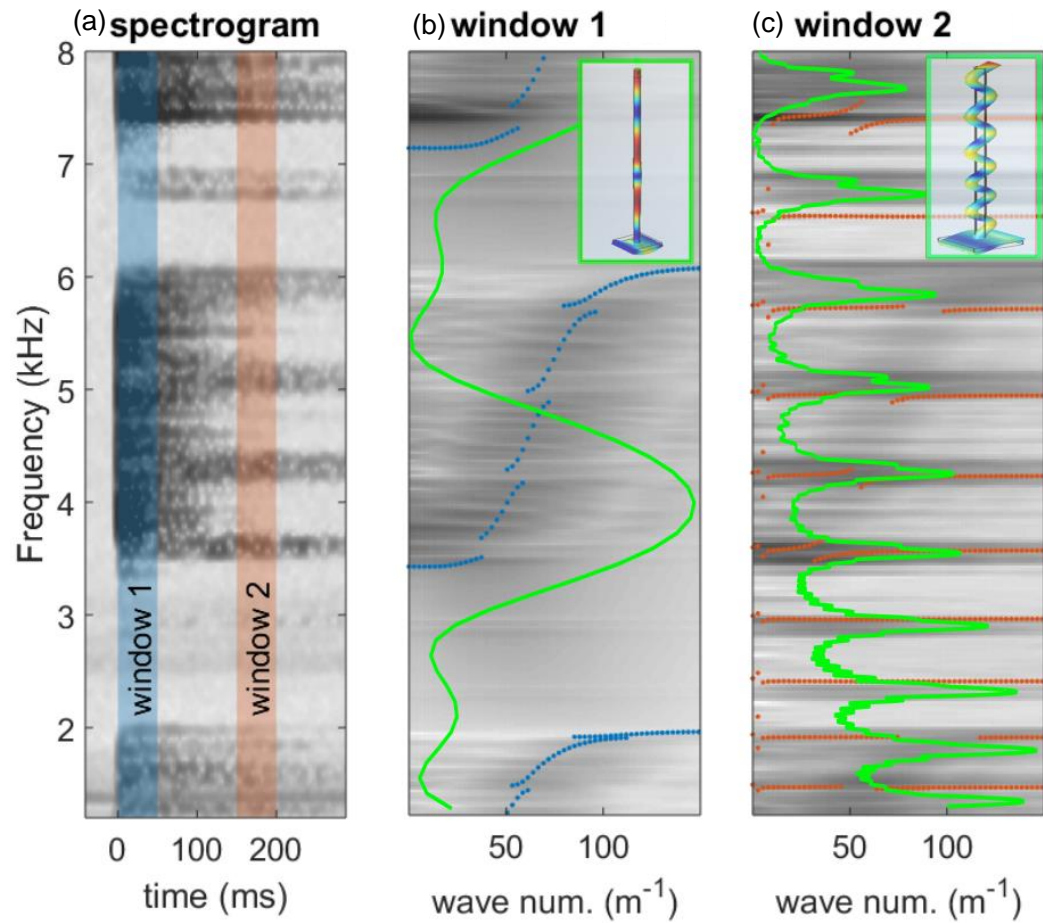 (a) spectrogram
(b) window 1
(c) window 2
8
7
6
5
4
3
2
Frequency (kHz)
window 1
window 2
0 100 200
time (ms)
50 100
wave num. (m⁻¹)
50 100
wave num. (m⁻¹)